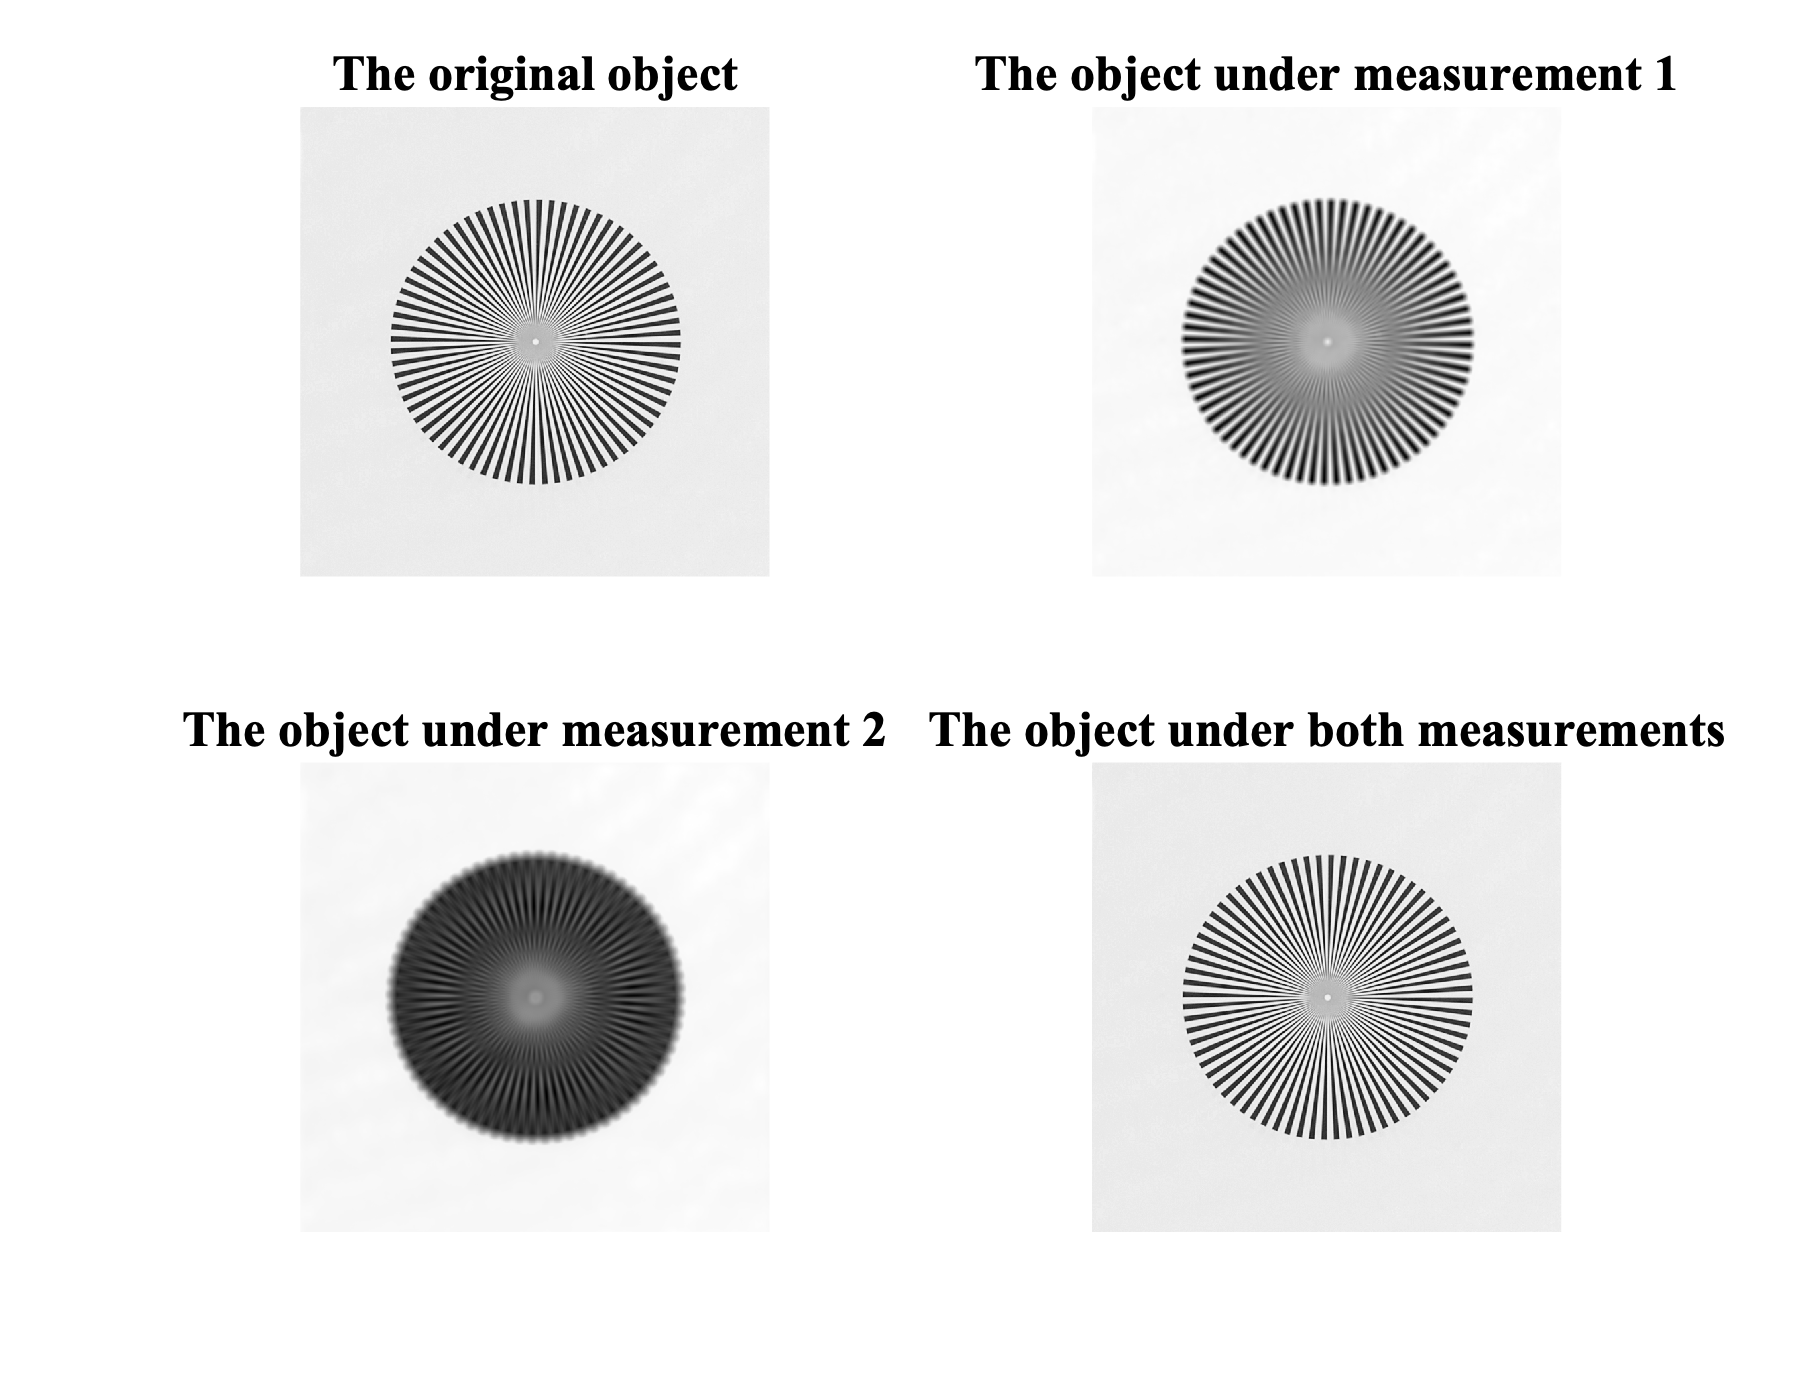 The original object
The object under measurement 1
The object under measurement 2
The object under both measurements